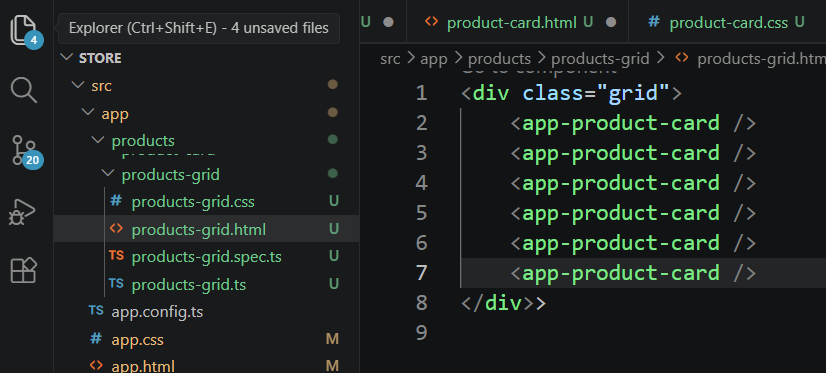 Explorer (Ctrl+Shift+E) - 4 unsaved files
4
20
STORE
src
app
products
products-grid
# products-grid.css U
<> products-grid.html U
TS products-grid.spec.ts U
TS products-grid.ts U
TS app.config.ts
# app.css M
<> app.html M
U
<> product-card.html U
# product-card.css U
src > app > products > products-grid > <> products-grid.htm
Go to component
1 <div class="grid">
2 <app-product-card />
3 <app-product-card />
4 <app-product-card />
5 <app-product-card />
6 <app-product-card />
7 <app-product-card />
8 </div>>
9